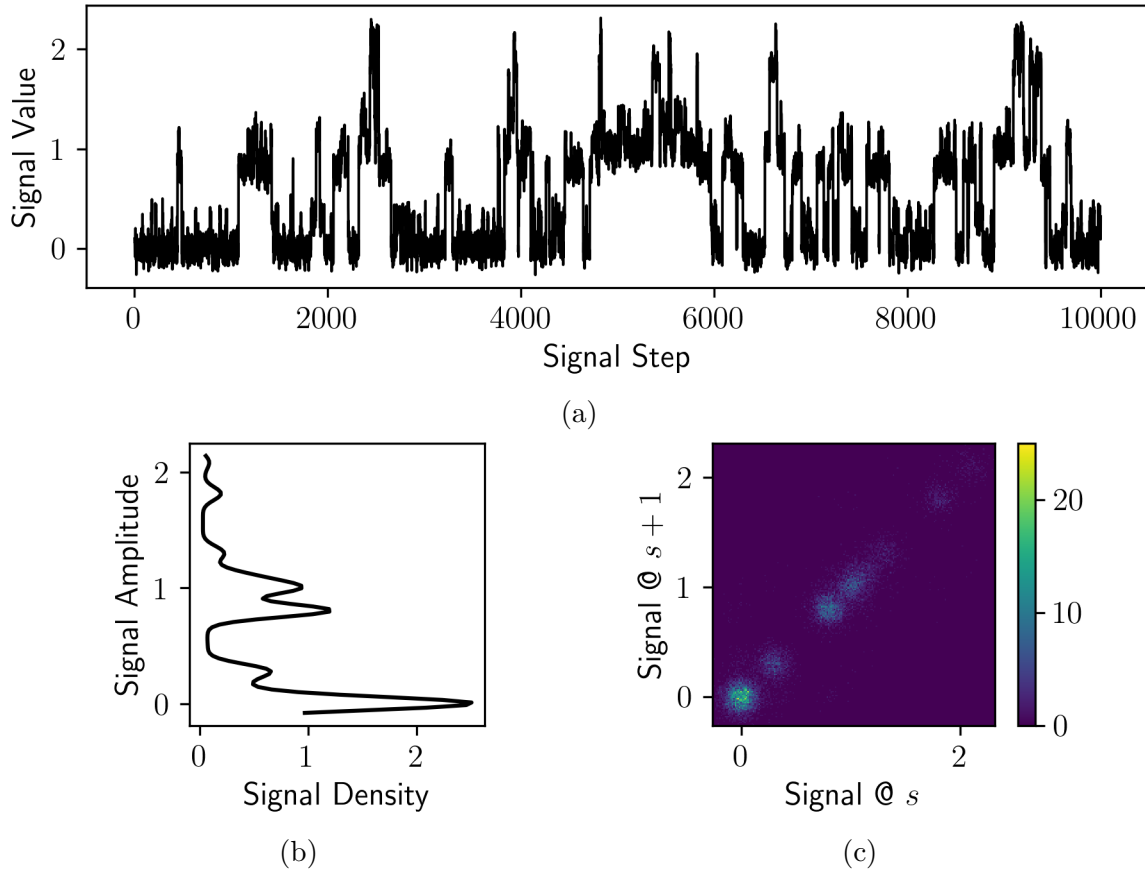 Signal Value
2
1
0
0 2000 4000 6000 8000 10000
Signal Step
(a)
Signal Amplitude
2
1
0
0 1 2
Signal Density
(b)
Signal @ s + 1
2
1
0
0 2
Signal @ s
20
10
0
(c)